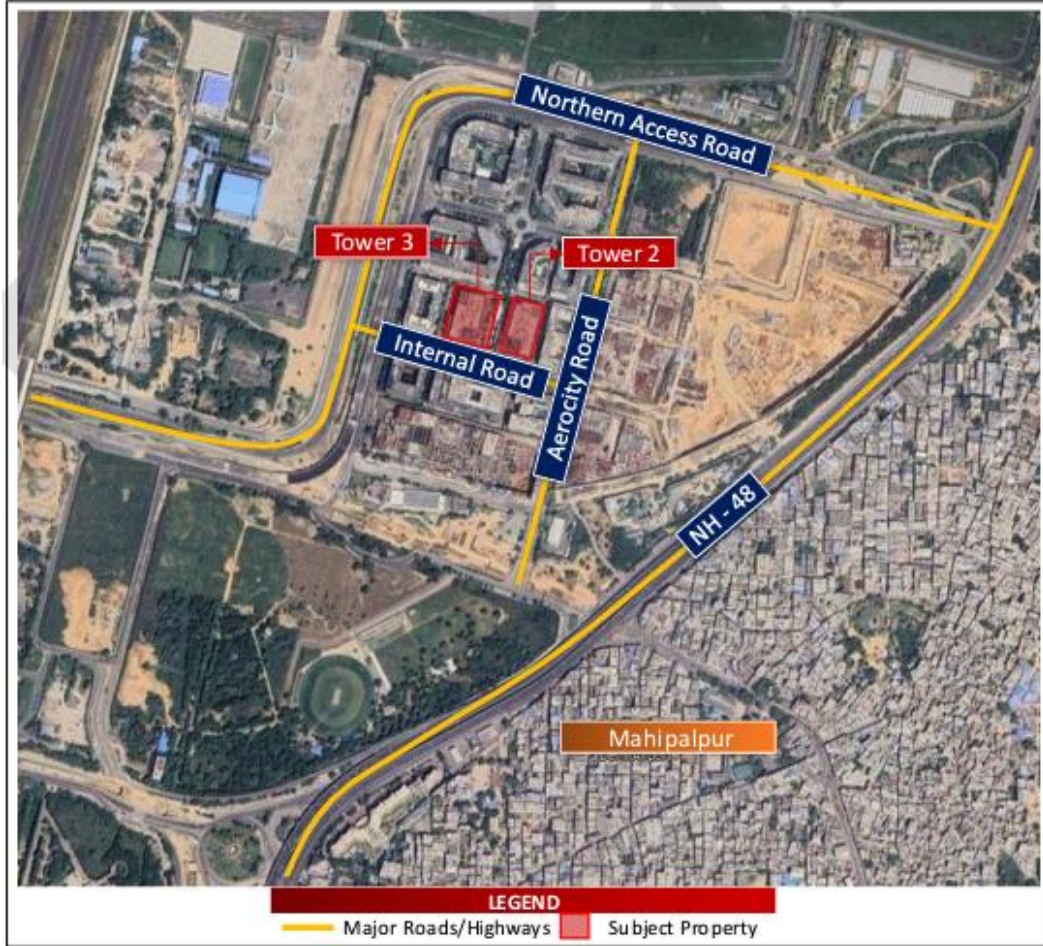 Northern Access Road
Tower 3
Tower 2
Internal Road
Aerocity Road
NH - 48
Mahipalpur
LEGEND
Major Roads/Highways
Subject Property